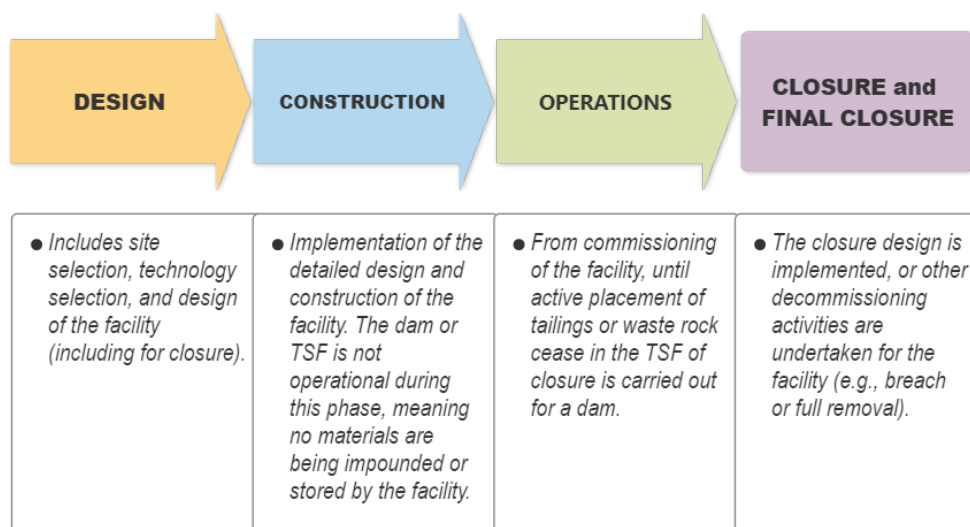 DESIGN
CONSTRUCTION
OPERATIONS
CLOSURE and
FINAL CLOSURE
● Includes site
selection, technology
selection, and design
of the facility
(including for closure).
● Implementation of the
detailed design and
construction of the
facility. The dam or
TSF is not
operational during
this phase, meaning
no materials are
being impounded or
stored by the facility.
● From commissioning
of the facility, until
active placement of
tailings or waste rock
cease in the TSF of
closure is carried out
for a dam.
● The closure design is
implemented, or other
decommissioning
activities are
undertaken for the
facility (e.g., breach
or full removal).